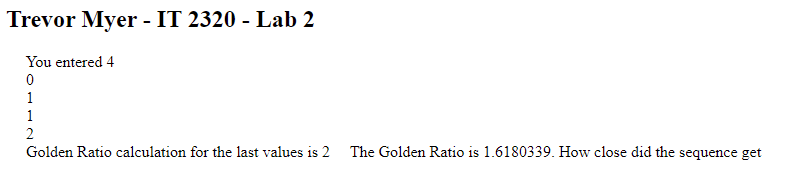 Trevor Myer - IT 2320 - Lab 2
You entered 4
0
1
1
2
Golden Ratio calculation for the last values is 2 The Golden Ratio is 1.6180339. How close did the sequence get